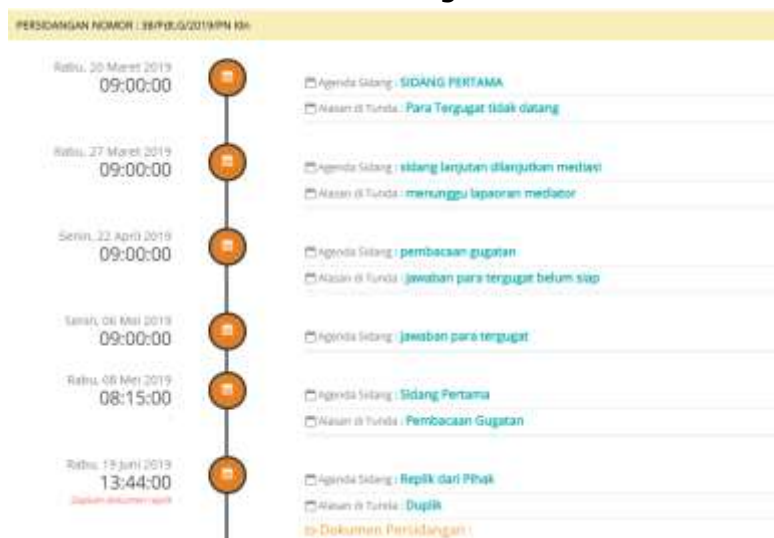 PERSIDANGAN NOMOR : 38/Pdt.G/2019/PN Kln
Rabu, 20 Maret 2019
09:00:00
Agenda Sidang : SIDANG PERTAMA
Alasan di Tunda : Para Tergugat tidak datang
Rabu, 27 Maret 2019
09:00:00
Agenda Sidang : sidang lanjutan dilanjutkan mediasi
Alasan di Tunda : menunggu lapaoran mediator
Senin, 22 April 2019
09:00:00
Agenda Sidang : pembacaan gugatan
Alasan di Tunda : jawaban para tergugat belum siap
Senin, 06 Mei 2019
09:00:00
Agenda Sidang : jawaban para tergugat
Rabu, 08 Mei 2019
08:15:00
Agenda Sidang : Sidang Pertama
Alasan di Tunda : Pembacaan Gugatan
Rabu, 19 Juni 2019
13:44:00
Agenda Sidang : Replik dari Pihak
Alasan di Tunda : Duplik
Dokumen Persidangan :